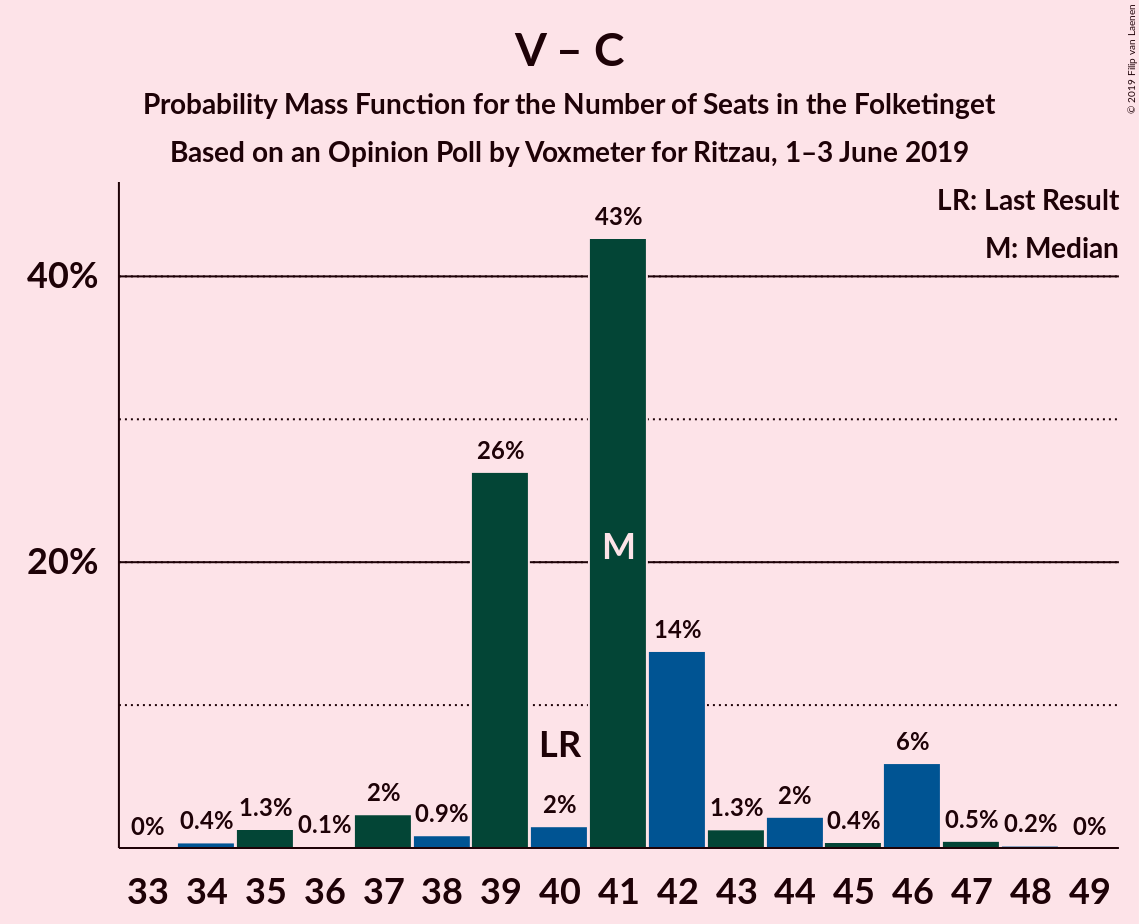 V – C
Probability Mass Function for the Number of Seats in the Folketinget
Based on an Opinion Poll by Voxmeter for Ritzau, 1–3 June 2019
© 2019 Filip van Laenen
LR: Last Result
M: Median
40%
20%
0%
0.4%
1.3%
0.1%
2%
0.9%
26%
LR
2%
43%
M
14%
1.3%
2%
0.4%
6%
0.5%
0.2%
0%
33 34 35 36 37 38 39 40 41 42 43 44 45 46 47 48 49